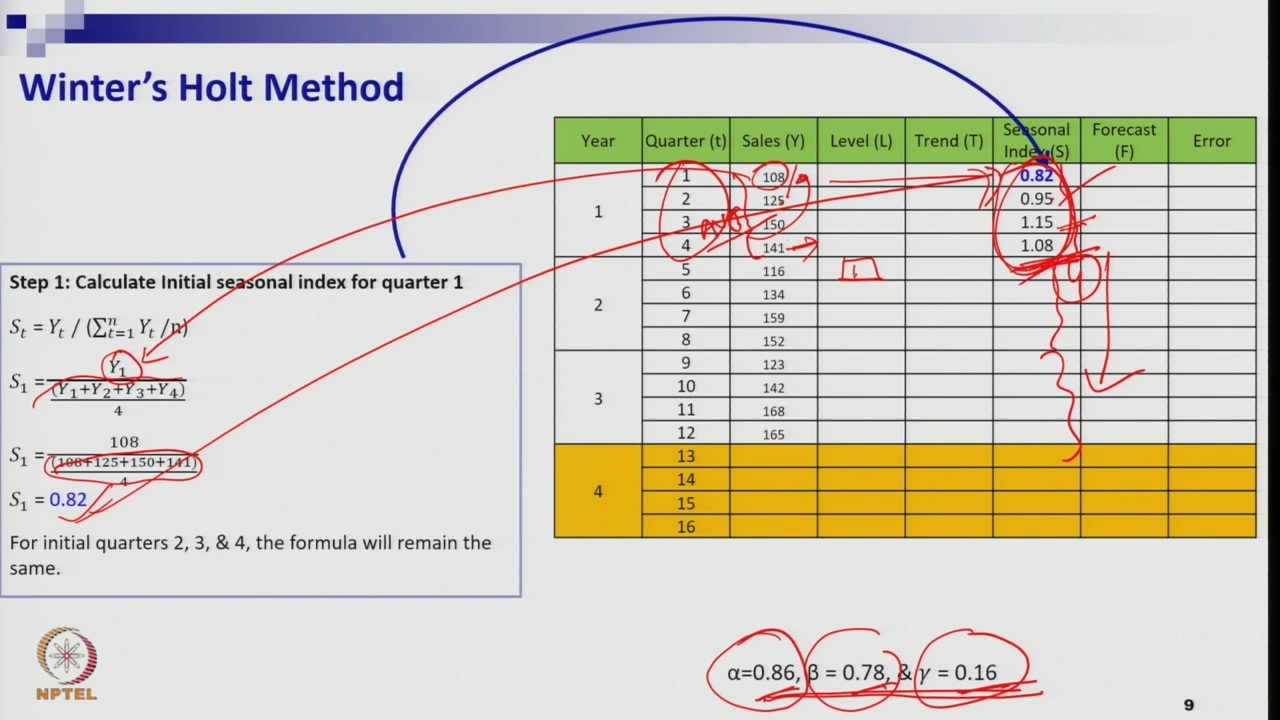 Winter's Holt Method
Step 1: Calculate Initial seasonal index for quarter 1
S_t = Y_t / (∑_{t=1}^{n} Y_t /n)
S_1 = Y_1 / ((Y_1+Y_2+Y_3+Y_4) / 4)
S_1 = 108 / ((108+125+150+141) / 4)
S_1 = 0.82
For initial quarters 2, 3, & 4, the formula will remain the
same.
Year Quarter (t) Sales (Y) Level (L) Trend (T) Seasonal Index (S) Forecast (F) Error
1 1 108 0.82
2 125 0.95
3 150 1.15
4 141 1.08
2 5 116
6 134
7 159
8 152
3 9 123
10 142
11 168
12 165
4 13
14
15
16
α=0.86, β = 0.78, & γ = 0.16
NPTEL
9